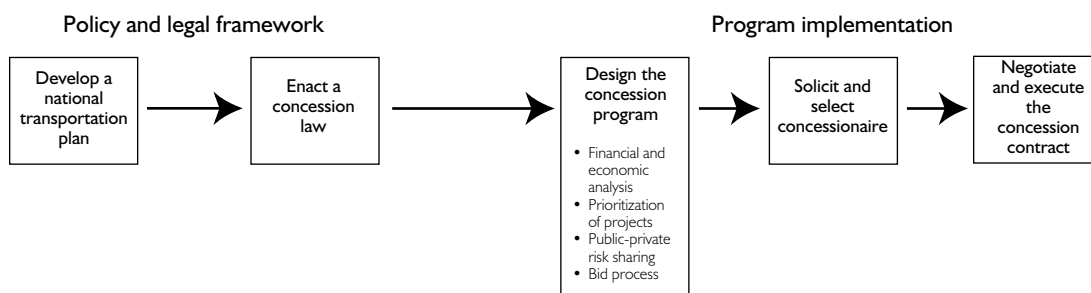 Policy and legal framework
Program implementation
Develop a
national
transportation
plan
Enact a
concession
law
Design the
concession
program
• Financial and
economic
analysis
• Prioritization
of projects
• Public-private
risk sharing
• Bid process
Solicit and
select
concessionaire
Negotiate
and execute
the
concession
contract